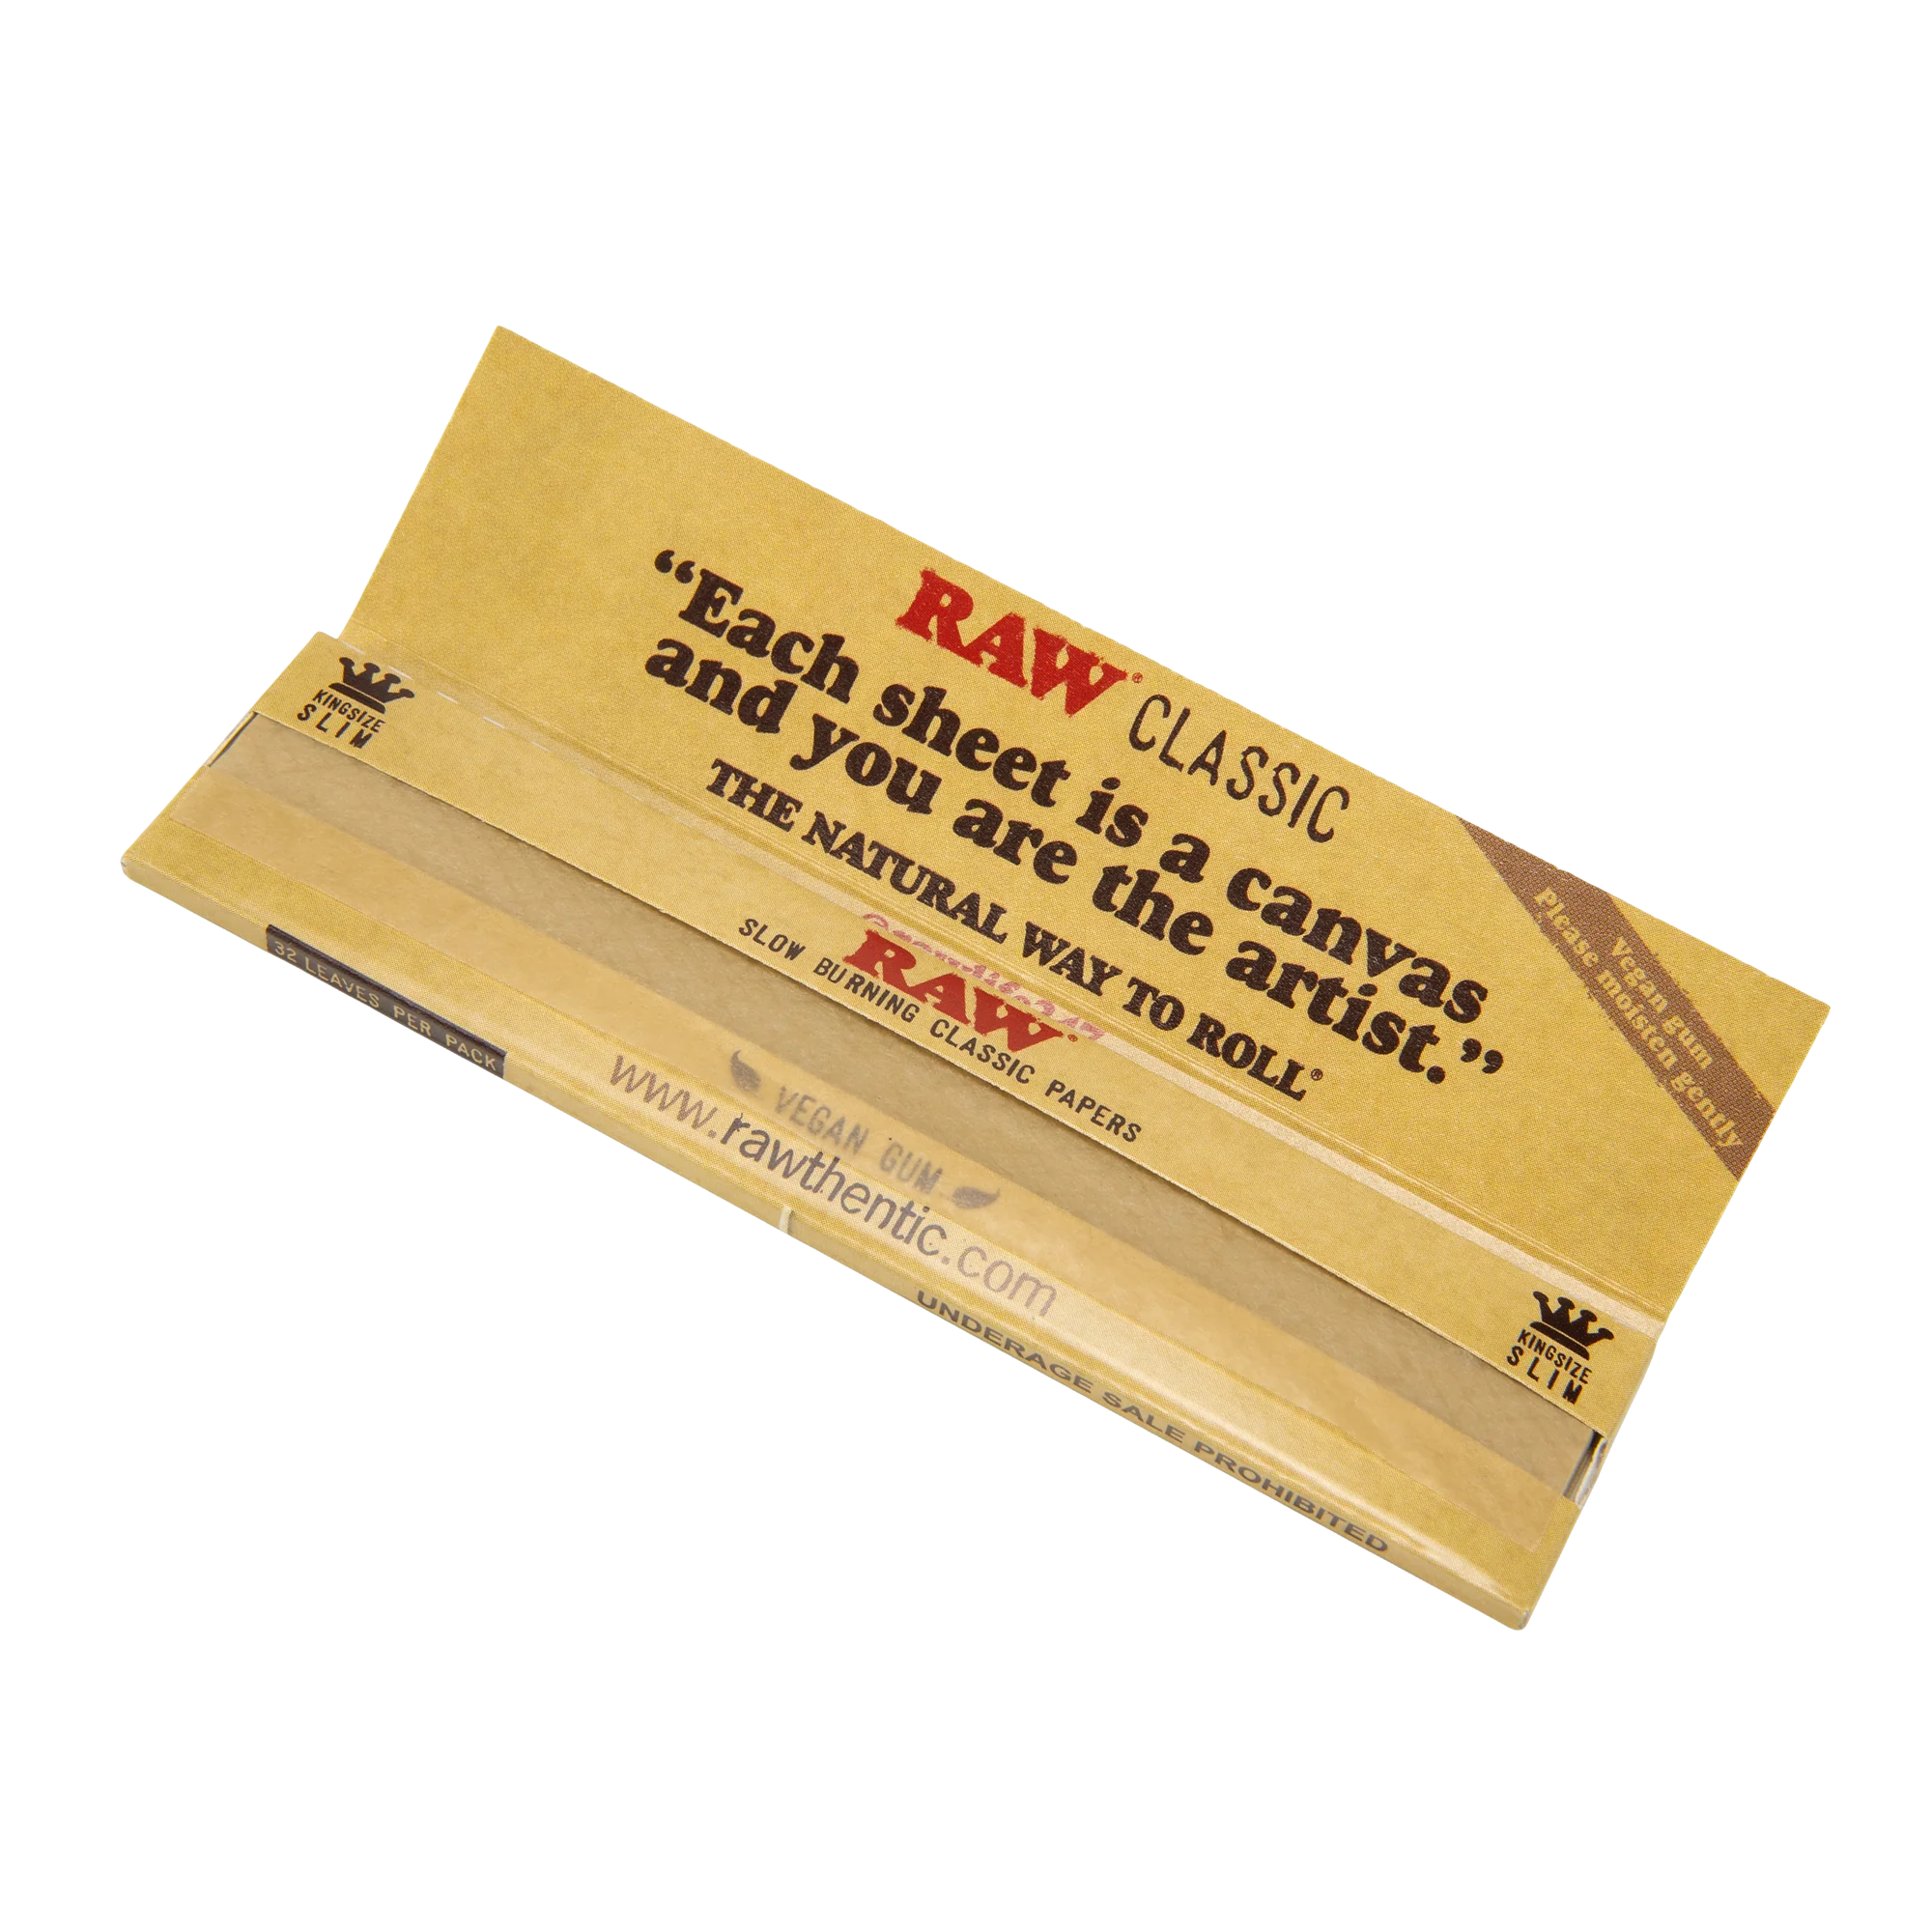 RAW® CLASSIC
“Each sheet is a canvas
and you are the artist.”
THE NATURAL WAY TO ROLL®
Vegan gum
Please moisten gently
RAW®
SLOW BURNING CLASSIC PAPERS
KINGSIZE
SLIM
KINGSIZE
SLIM
VEGAN GUM
www.rawthentic.com
32 LEAVES PER PACK
UNDERAGE SALE PROHIBITED